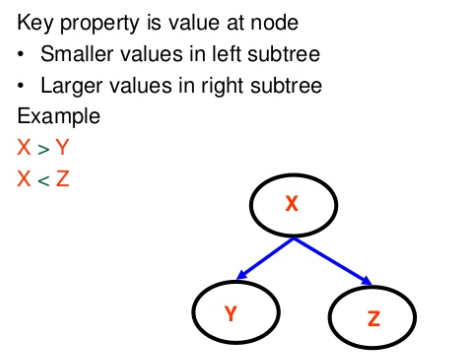 Key property is value at node
• Smaller values in left subtree
• Larger values in right subtree
Example
X > Y
X < Z
X
Y
Z